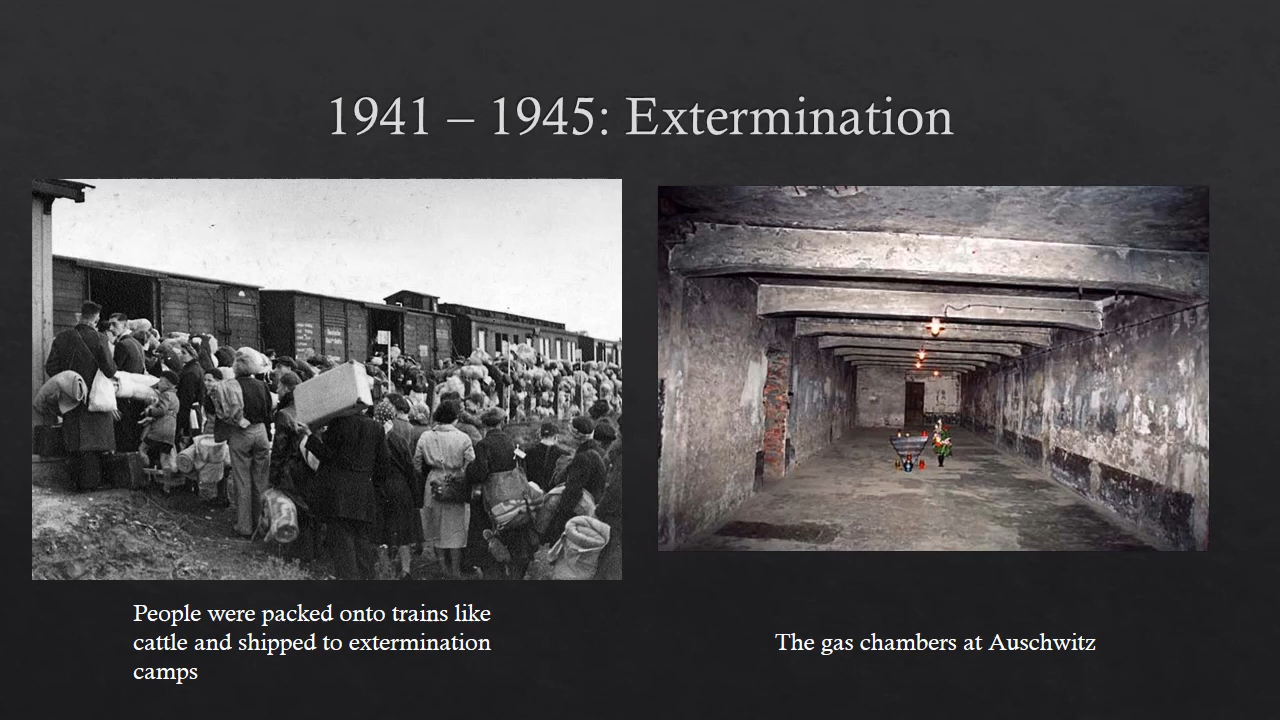 1941 – 1945: Extermination
People were packed onto trains like
cattle and shipped to extermination
camps
The gas chambers at Auschwitz